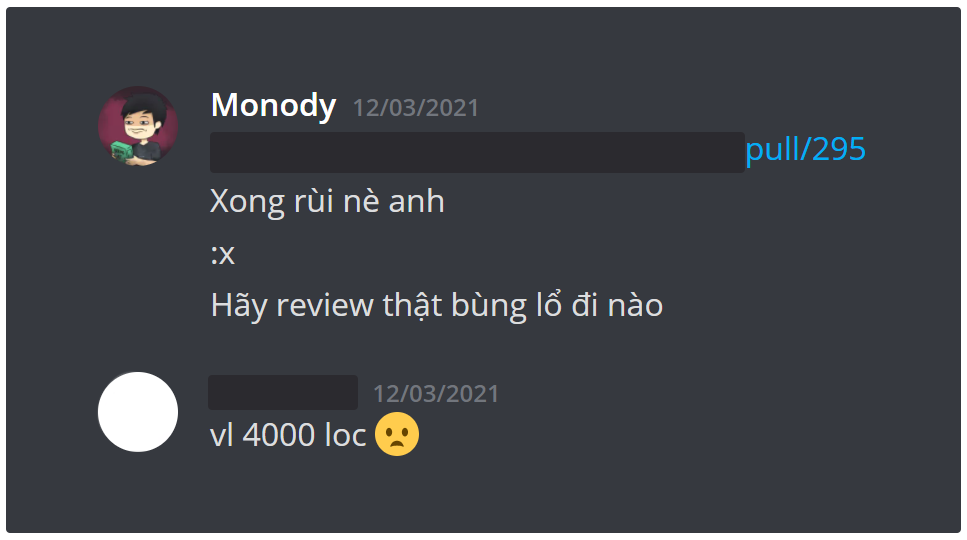 Monody 12/03/2021
pull/295
Xong rùi nè anh
:x
Hãy review thật bùng lổ đi nào
12/03/2021
vl 4000 loc